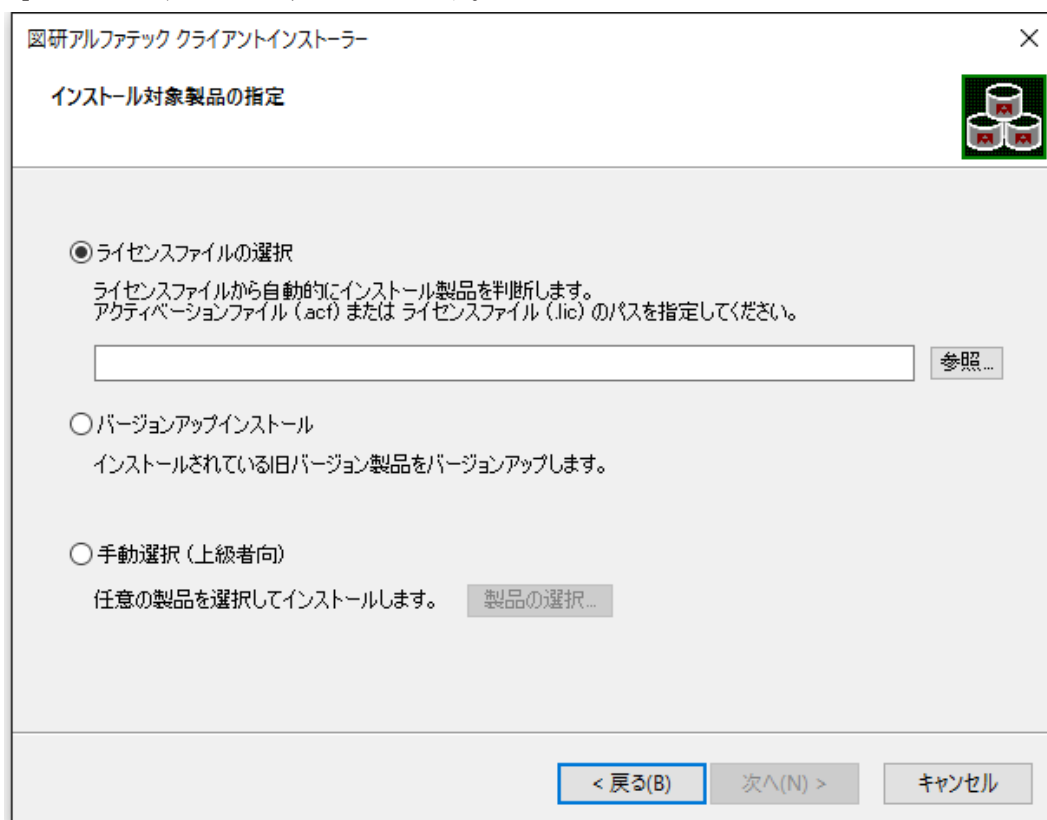 図研アルファテック クライアントインストーラー
インストール対象製品の指定
ライセンスファイルの選択
ライセンスファイルから自動的にインストール製品を判断します。
アクティベーションファイル (.acf) または ライセンスファイル (.lic) のパスを指定してください。
参照...
バージョンアップインストール
インストールされている旧バージョン製品をバージョンアップします。
手動選択 (上級者向)
任意の製品を選択してインストールします。
製品の選択...
< 戻る(B)
次へ(N) >
キャンセル